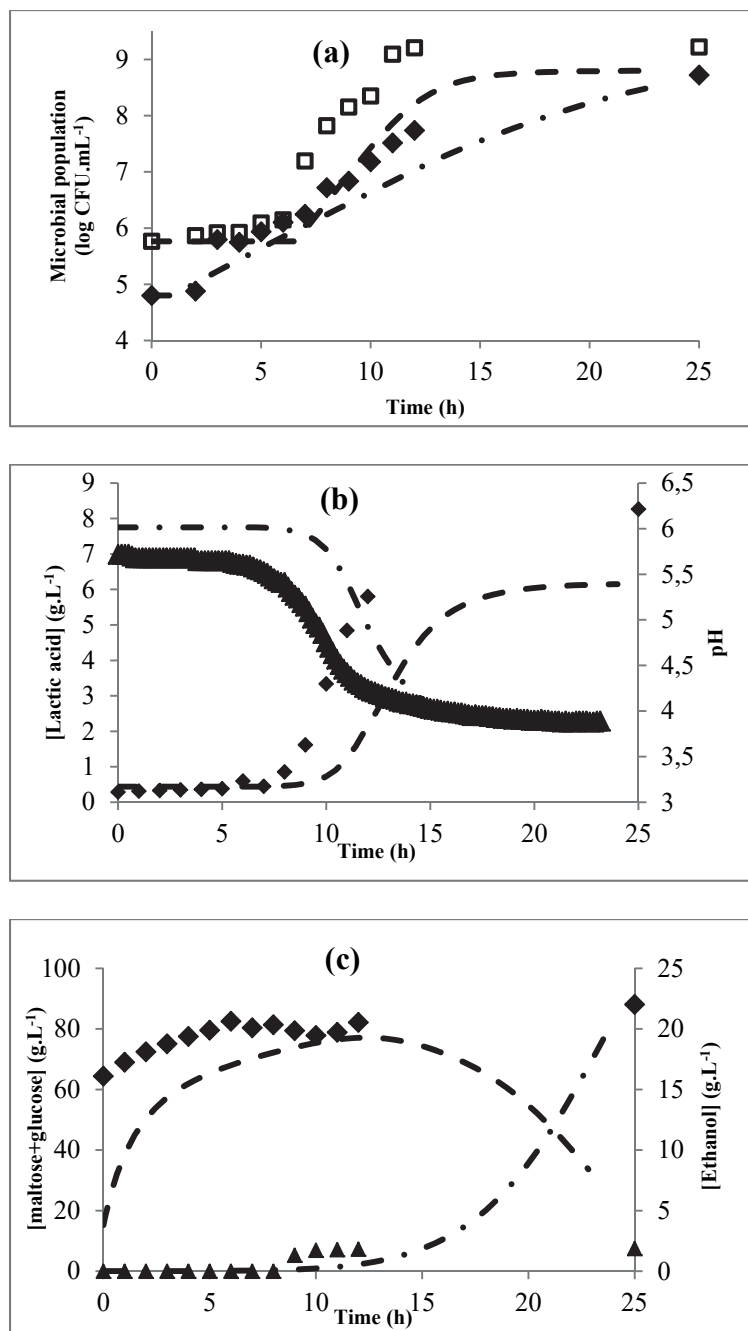 (a)
Microbial population
(log CFU.mL⁻¹)
9
8
7
6
5
4
0 5 10 15 20 25
Time (h)
(b)
[Lactic acid] (g.L⁻¹)
9
8
7
6
5
4
3
2
1
0
6,5
6
5,5
5
4,5
4
3,5
3
pH
0 5 10 15 20 25
Time (h)
(c)
[maltose+glucose] (g.L⁻¹)
100
80
60
40
20
0
25
20
15
10
5
0
[Ethanol] (g.L⁻¹)
0 5 10 15 20 25
Time (h)